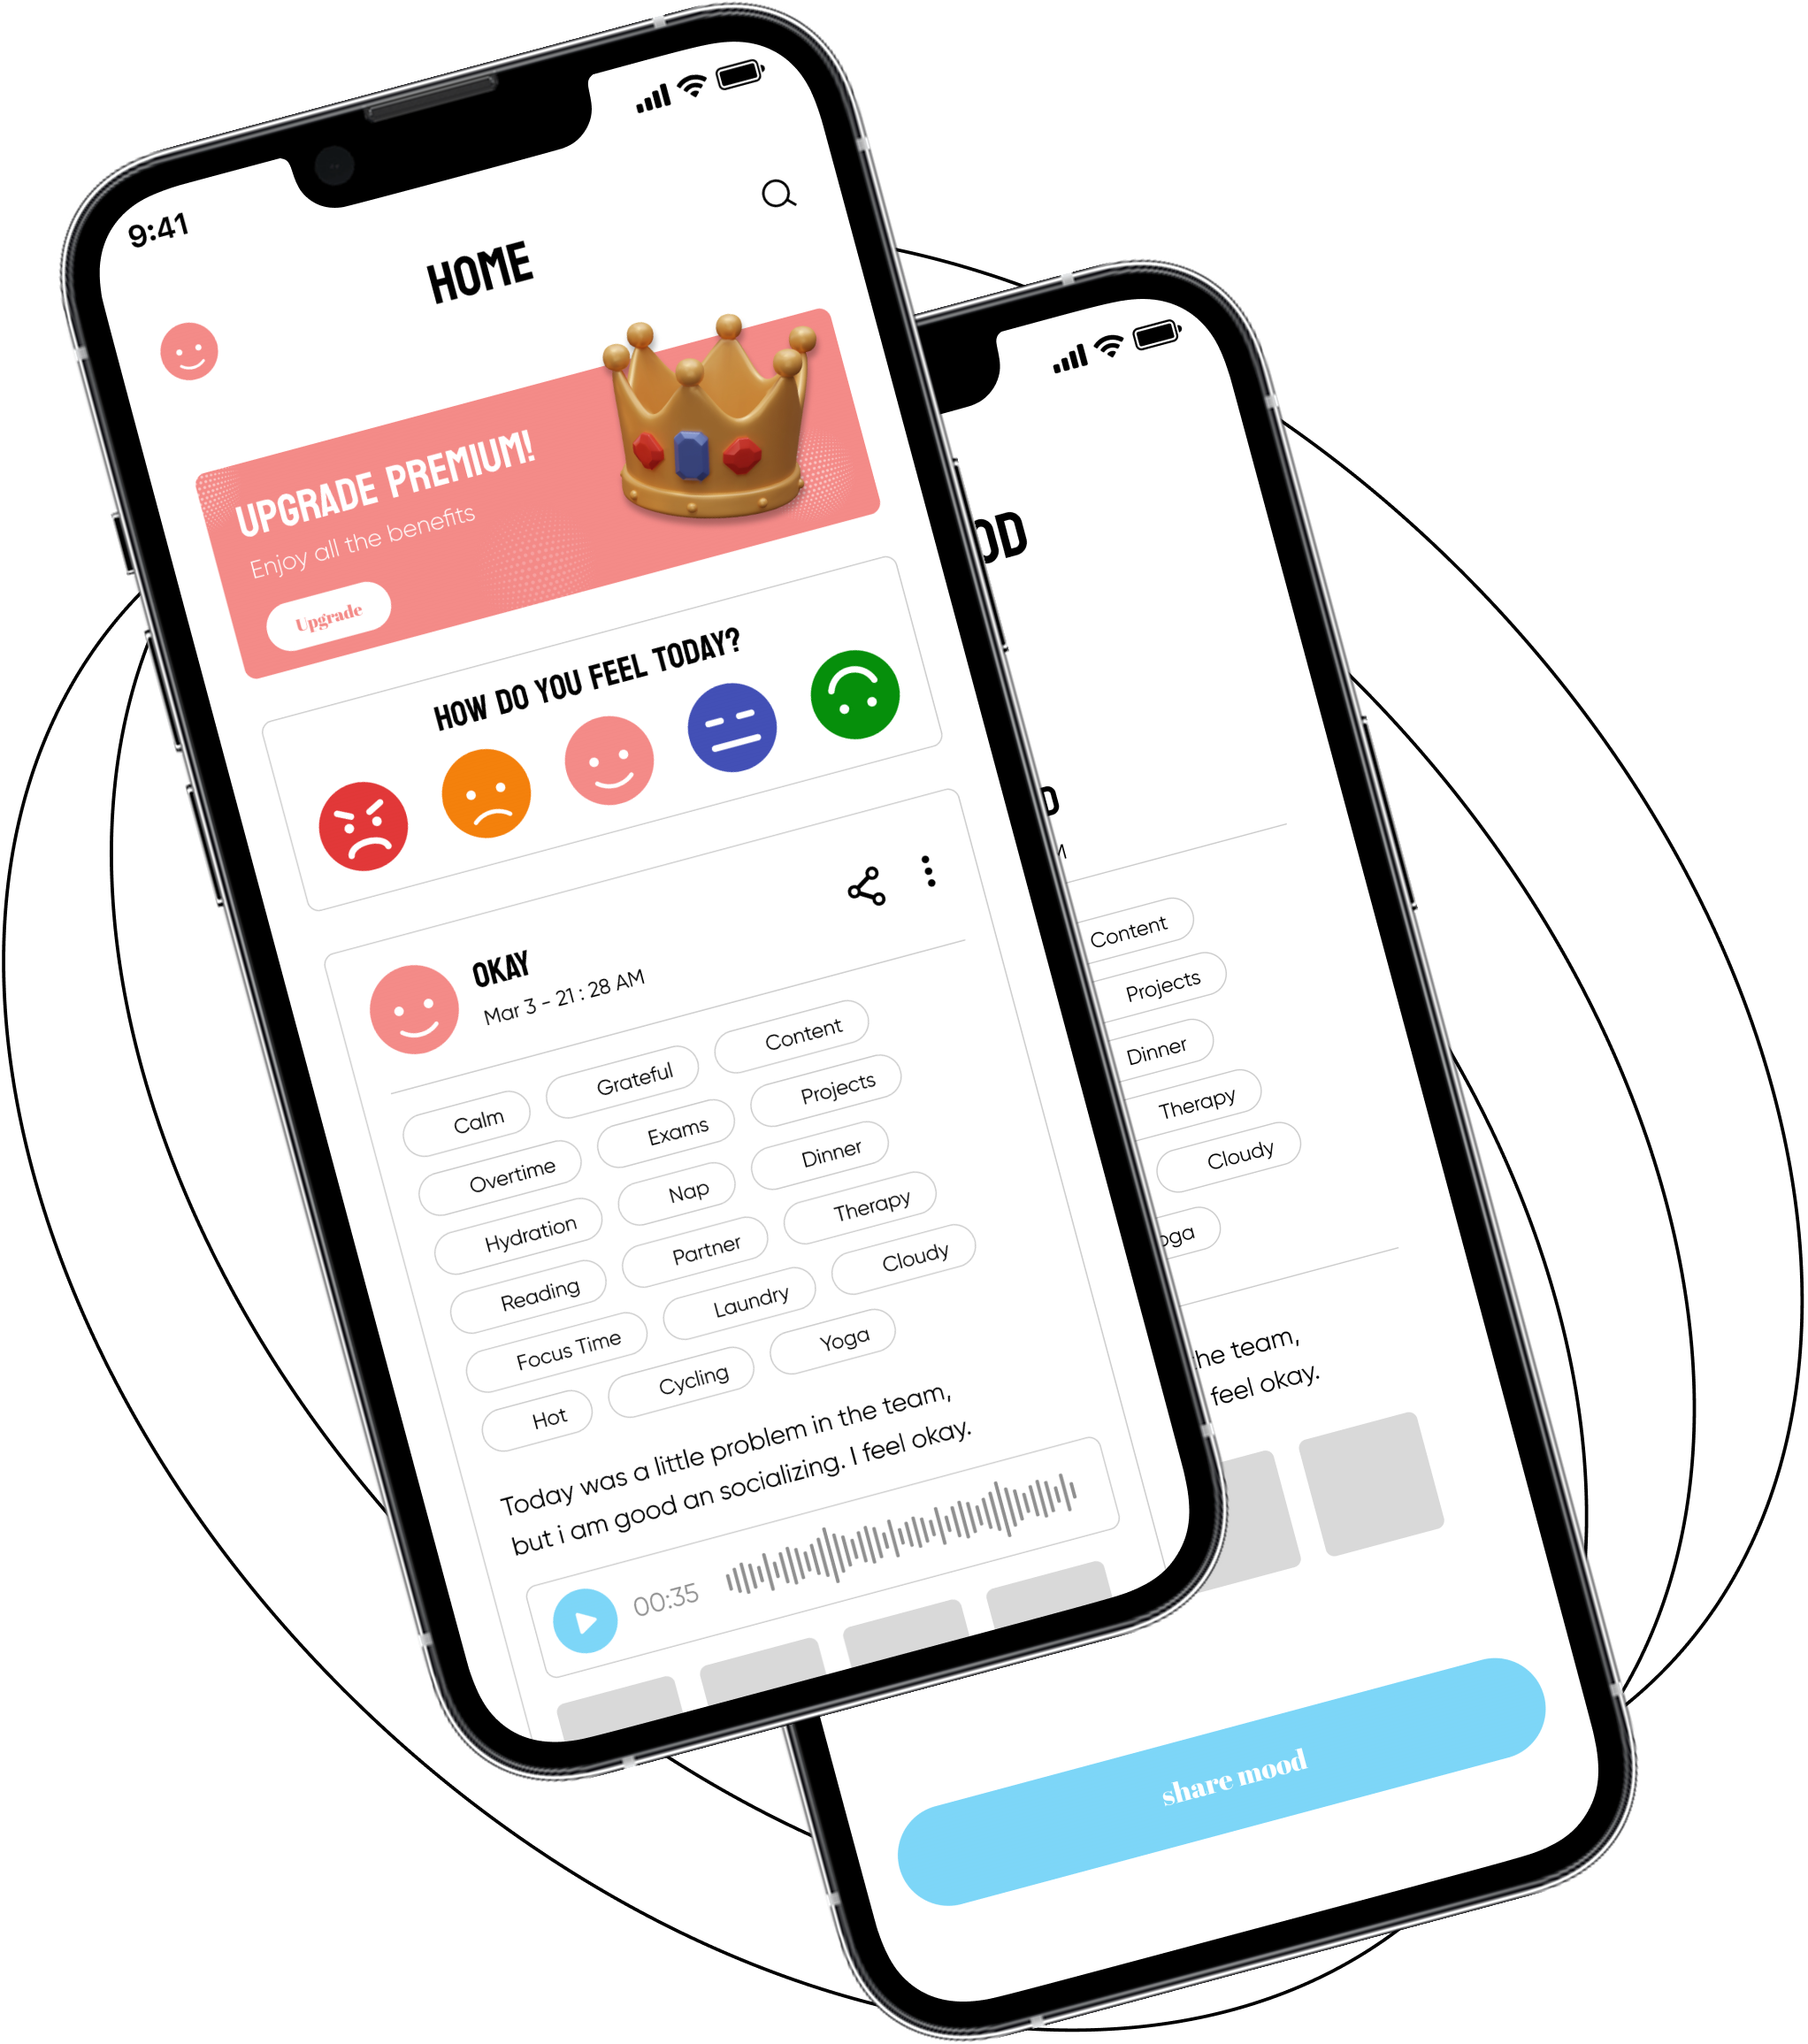 9:41
HOME
UPGRADE PREMIUM!
Enjoy all the benefits
Upgrade
HOW DO YOU FEEL TODAY?
OKAY
Mar 3 - 21 : 28 AM
Calm Grateful Content
Overtime Exams Projects
Hydration Nap Dinner
Reading Partner Therapy
Focus Time Laundry Cloudy
Hot Cycling Yoga
Today was a little problem in the team,
but i am good an socializing. I feel okay.
00:35
OD
D
M
Content
Projects
Dinner
Therapy
Cloudy
oga
he team,
feel okay.
share mood